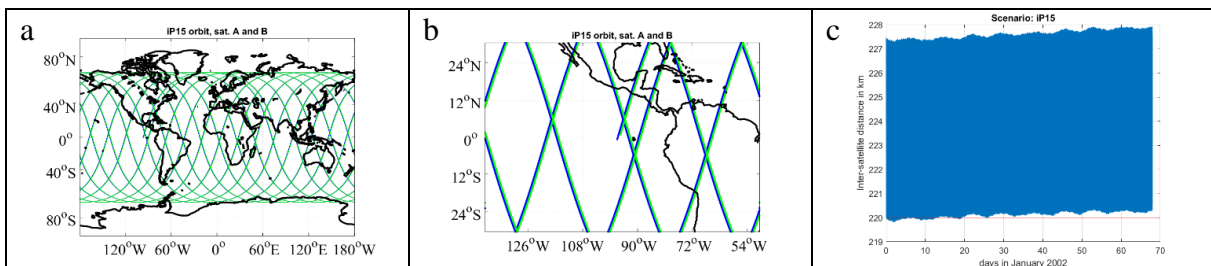 a
iP15 orbit, sat. A and B
80°N
40°N
0°
40°S
80°S
120°W 60°W 0° 60°E 120°E 180°W
b
iP15 orbit, sat. A and B
24°N
12°N
0°
12°S
24°S
126°W 108°W 90°W 72°W 54°W
c
Scenario: iP15
Inter-satellite distance in km
228
227
226
225
224
223
222
221
220
219
0 10 20 30 40 50 60 70
days in January 2002